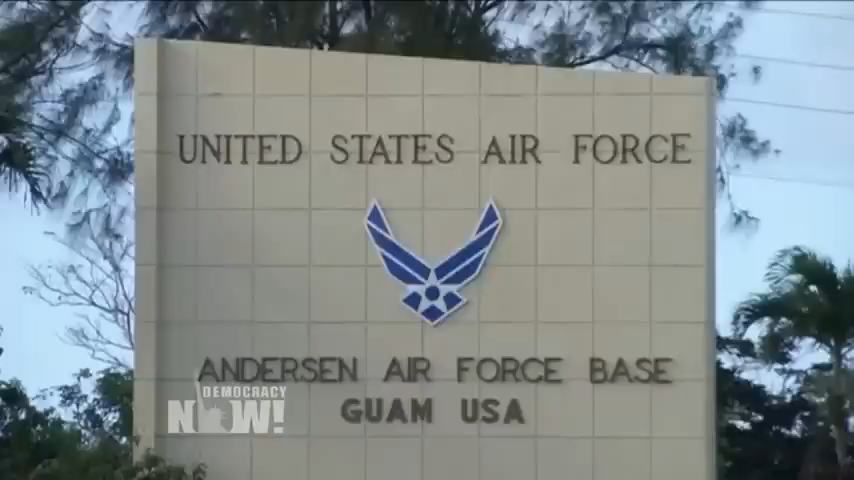 UNITED STATES AIR FORCE
ANDERSEN AIR FORCE BASE
GUAM USA
DEMOCRACY
NOW!